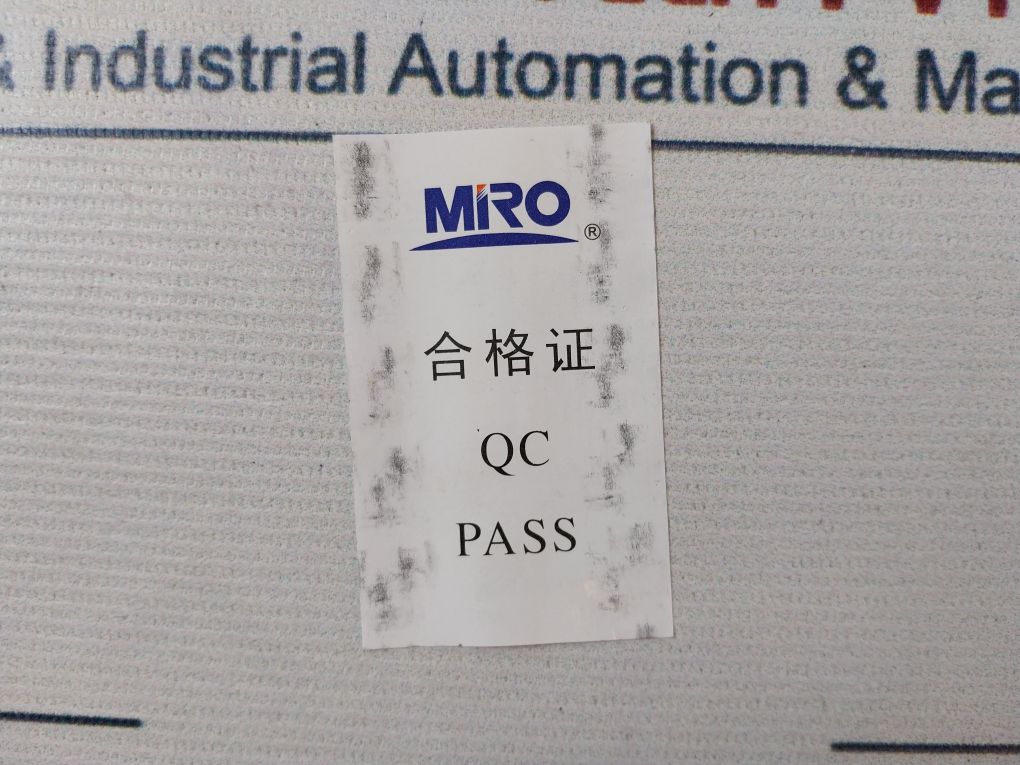 & Industrial Automation & Ma
MIRO ®
合格证
QC
PASS